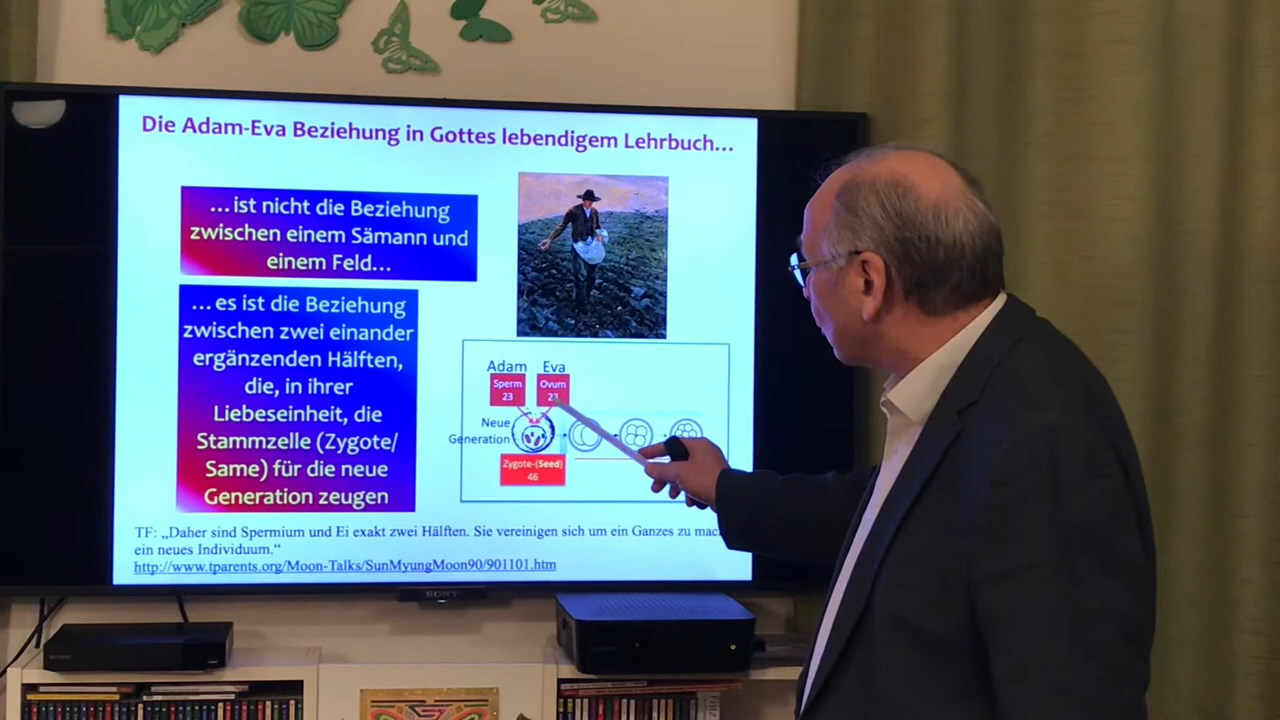 Die Adam-Eva Beziehung in Gottes lebendigem Lehrbuch...
...ist nicht die Beziehung
zwischen einem Sämann und
einem Feld...
...es ist die Beziehung
zwischen zwei einander
ergänzenden Hälften,
die, in ihrer
Liebeseinheit, die
Stammzelle (Zygote/
Same) für die neue
Generation zeugen
Adam Eva
Sperm Ovum
23 23
Neue
Generation
Zygote-(Seed)
46
TF: „Daher sind Spermium und Ei exakt zwei Hälften. Sie vereinigen sich um ein Ganzes zu
ein neues Individuum.“
http://www.tparents.org/Moon-Talks/SunMyungMoon90/901101.htm
SONY